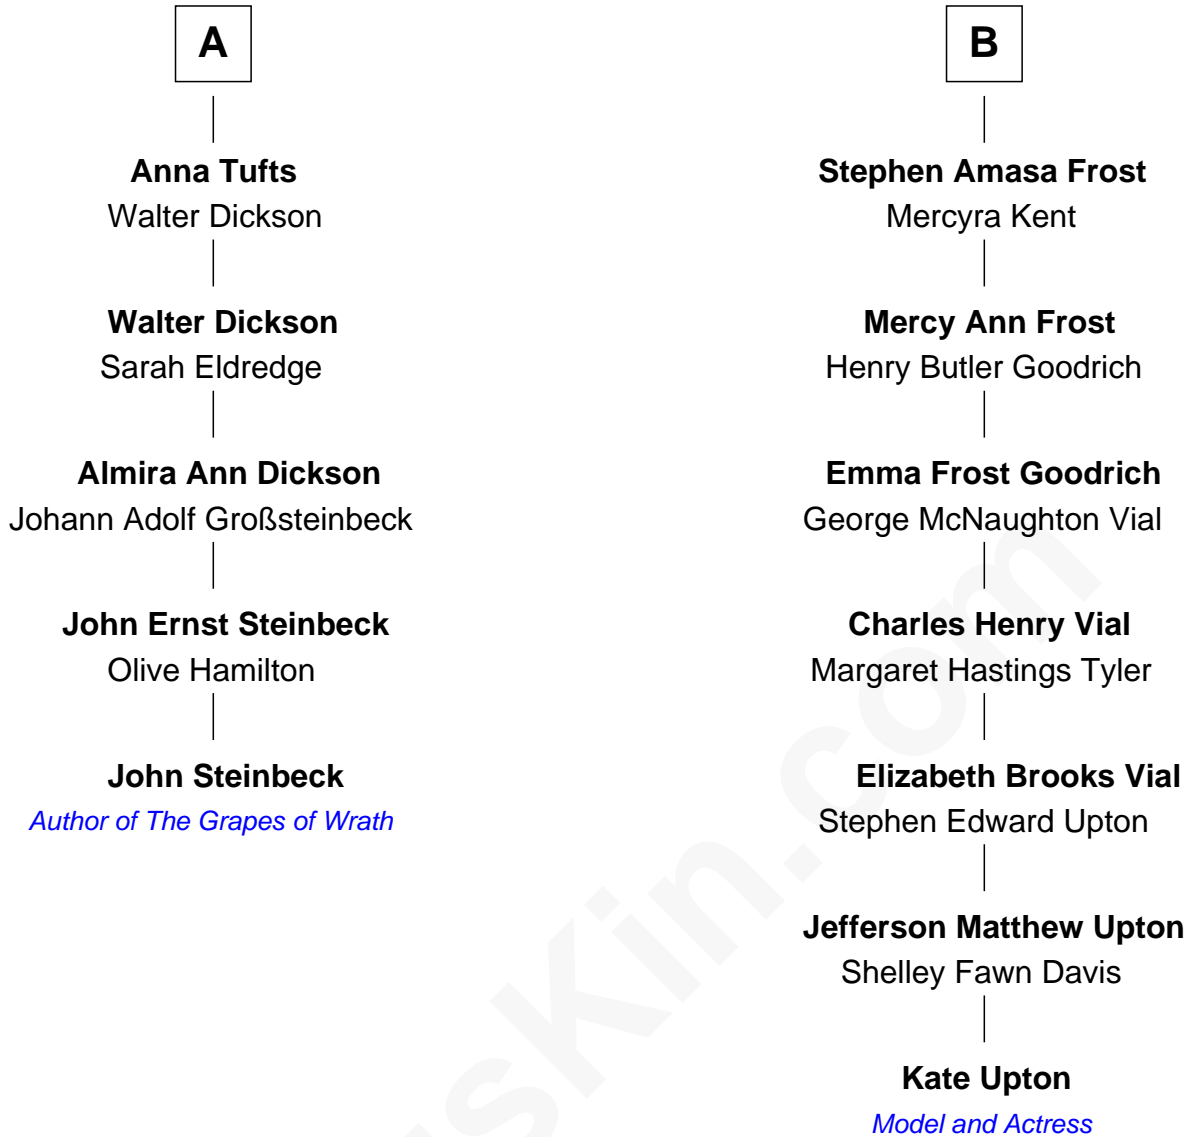 A
Anna Tufts
Walter Dickson
Walter Dickson
Sarah Eldredge
Almira Ann Dickson
Johann Adolf Großsteinbeck
John Ernst Steinbeck
Olive Hamilton
John Steinbeck
Author of The Grapes of Wrath
B
Stephen Amasa Frost
Mercyra Kent
Mercy Ann Frost
Henry Butler Goodrich
Emma Frost Goodrich
George McNaughton Vial
Charles Henry Vial
Margaret Hastings Tyler
Elizabeth Brooks Vial
Stephen Edward Upton
Jefferson Matthew Upton
Shelley Fawn Davis
Kate Upton
Model and Actress
sKin.com